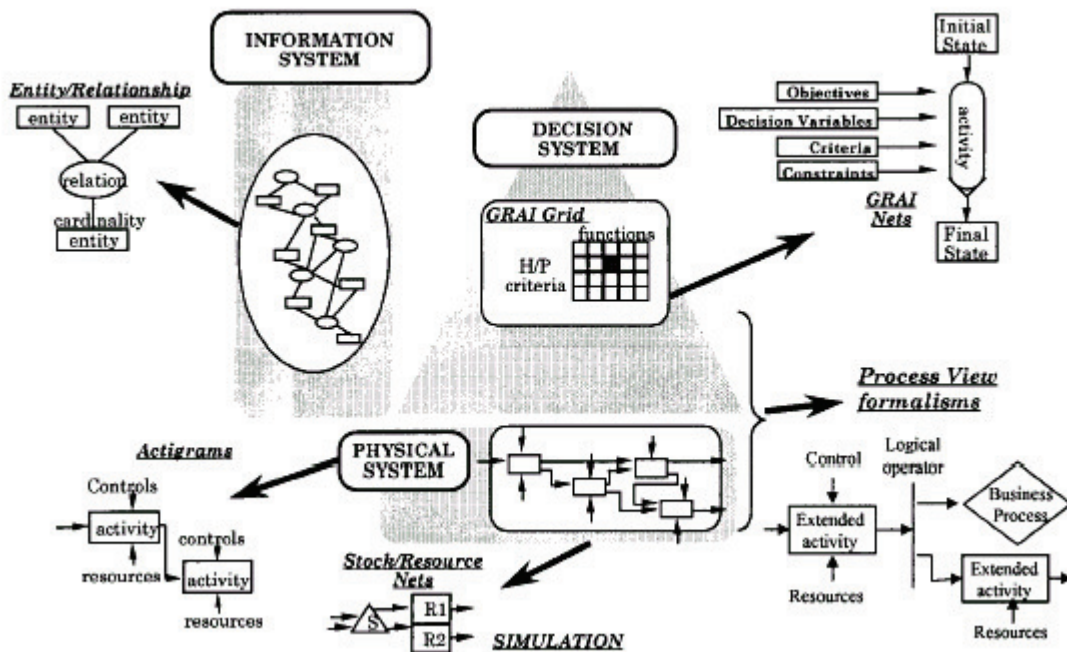 INFORMATION
SYSTEM
Entity/Relationship
entity
entity
relation
cardinality
entity
DECISION
SYSTEM
GRAI Grid
functions
H/P
criteria
Initial
State
Objectives
Decision Variables
Criteria
Constraints
activity
GRAI
Nets
Final
State
Process View
formalisms
Actigrams
PHYSICAL
SYSTEM
Controls
activity
resources
controls
activity
resources
Stock/Resource
Nets
S
R1
R2
SIMULATION
Control
Logical
operator
Extended
activity
Resources
Business
Process
Extended
activity
Resources